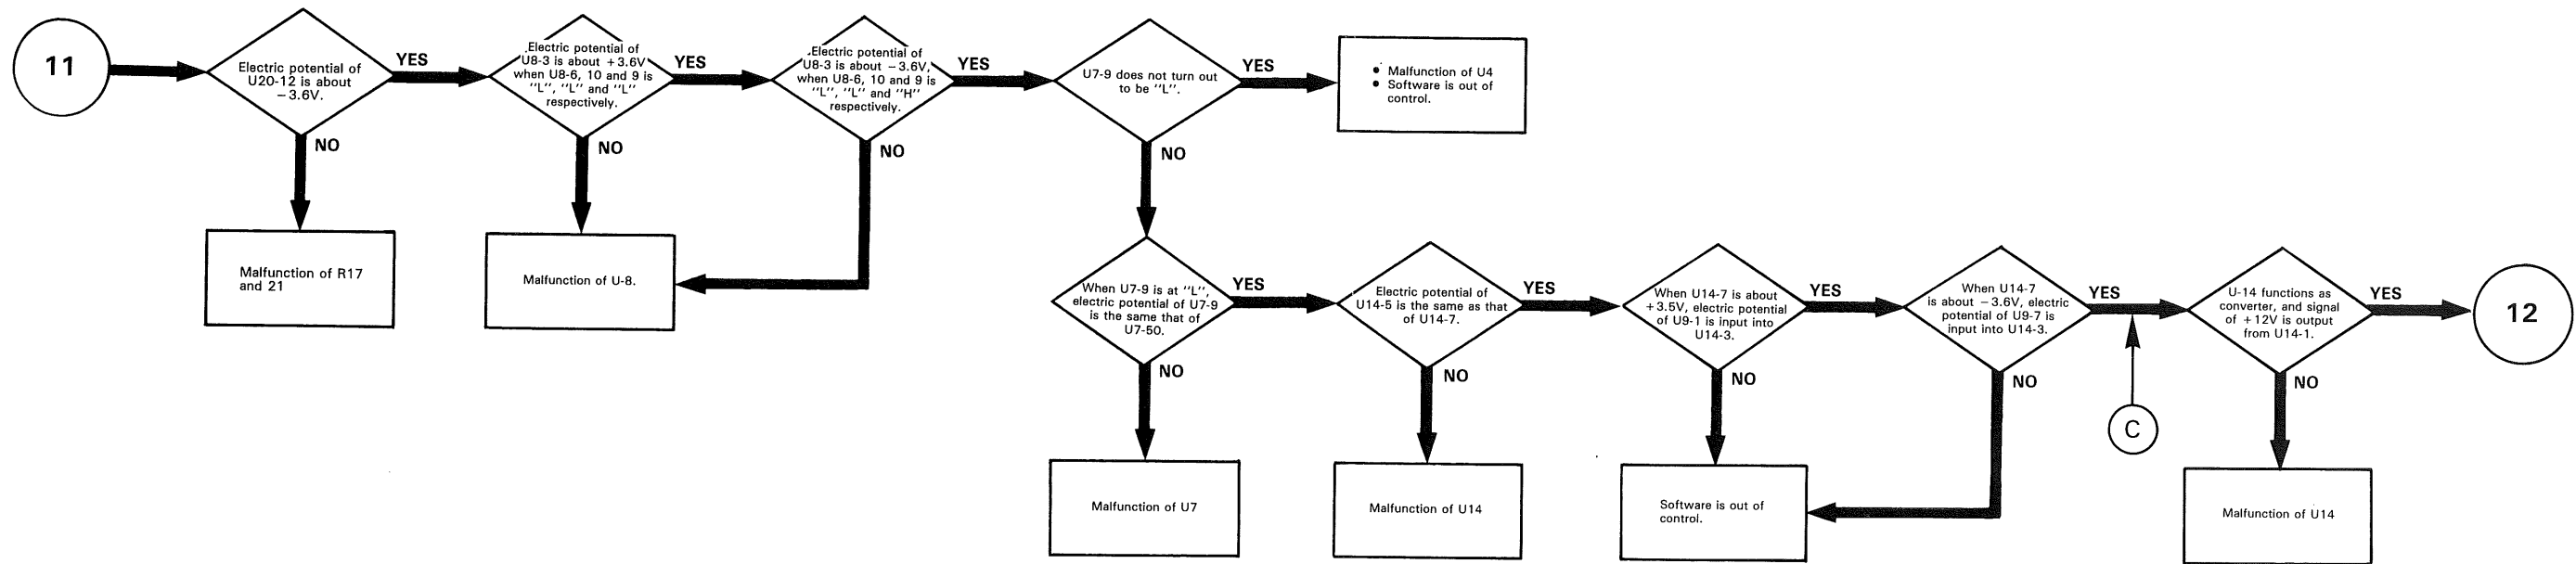 11
Electric potential of
U20-12 is about
−3.6V.
YES
NO
Malfunction of R17
and 21
Electric potential of
U8-3 is about +3.6V
when U8-6, 10 and 9 is
"L", "L" and "L"
respectively.
YES
NO
Malfunction of U-8.
Electric potential of
U8-3 is about −3.6V,
when U8-6, 10 and 9 is
"L", "L" and "H"
respectively.
YES
NO
U7-9 does not turn out
to be "L".
YES
NO
● Malfunction of U4
● Software is out of
control.
When U7-9 is at "L",
electric potential of U7-9
is the same that of
U7-50.
YES
NO
Malfunction of U7
Electric potential of
U14-5 is the same as that
of U14-7.
YES
NO
Malfunction of U14
When U14-7 is about
+3.5V, electric potential
of U9-1 is input into
U14-3.
YES
NO
Software is out of
control.
When U14-7
is about −3.6V, electric
potential of U9-7 is
input into U14-3.
YES
NO
C
U-14 functions as
converter, and signal
of +12V is output
from U14-1.
YES
NO
Malfunction of U14
12